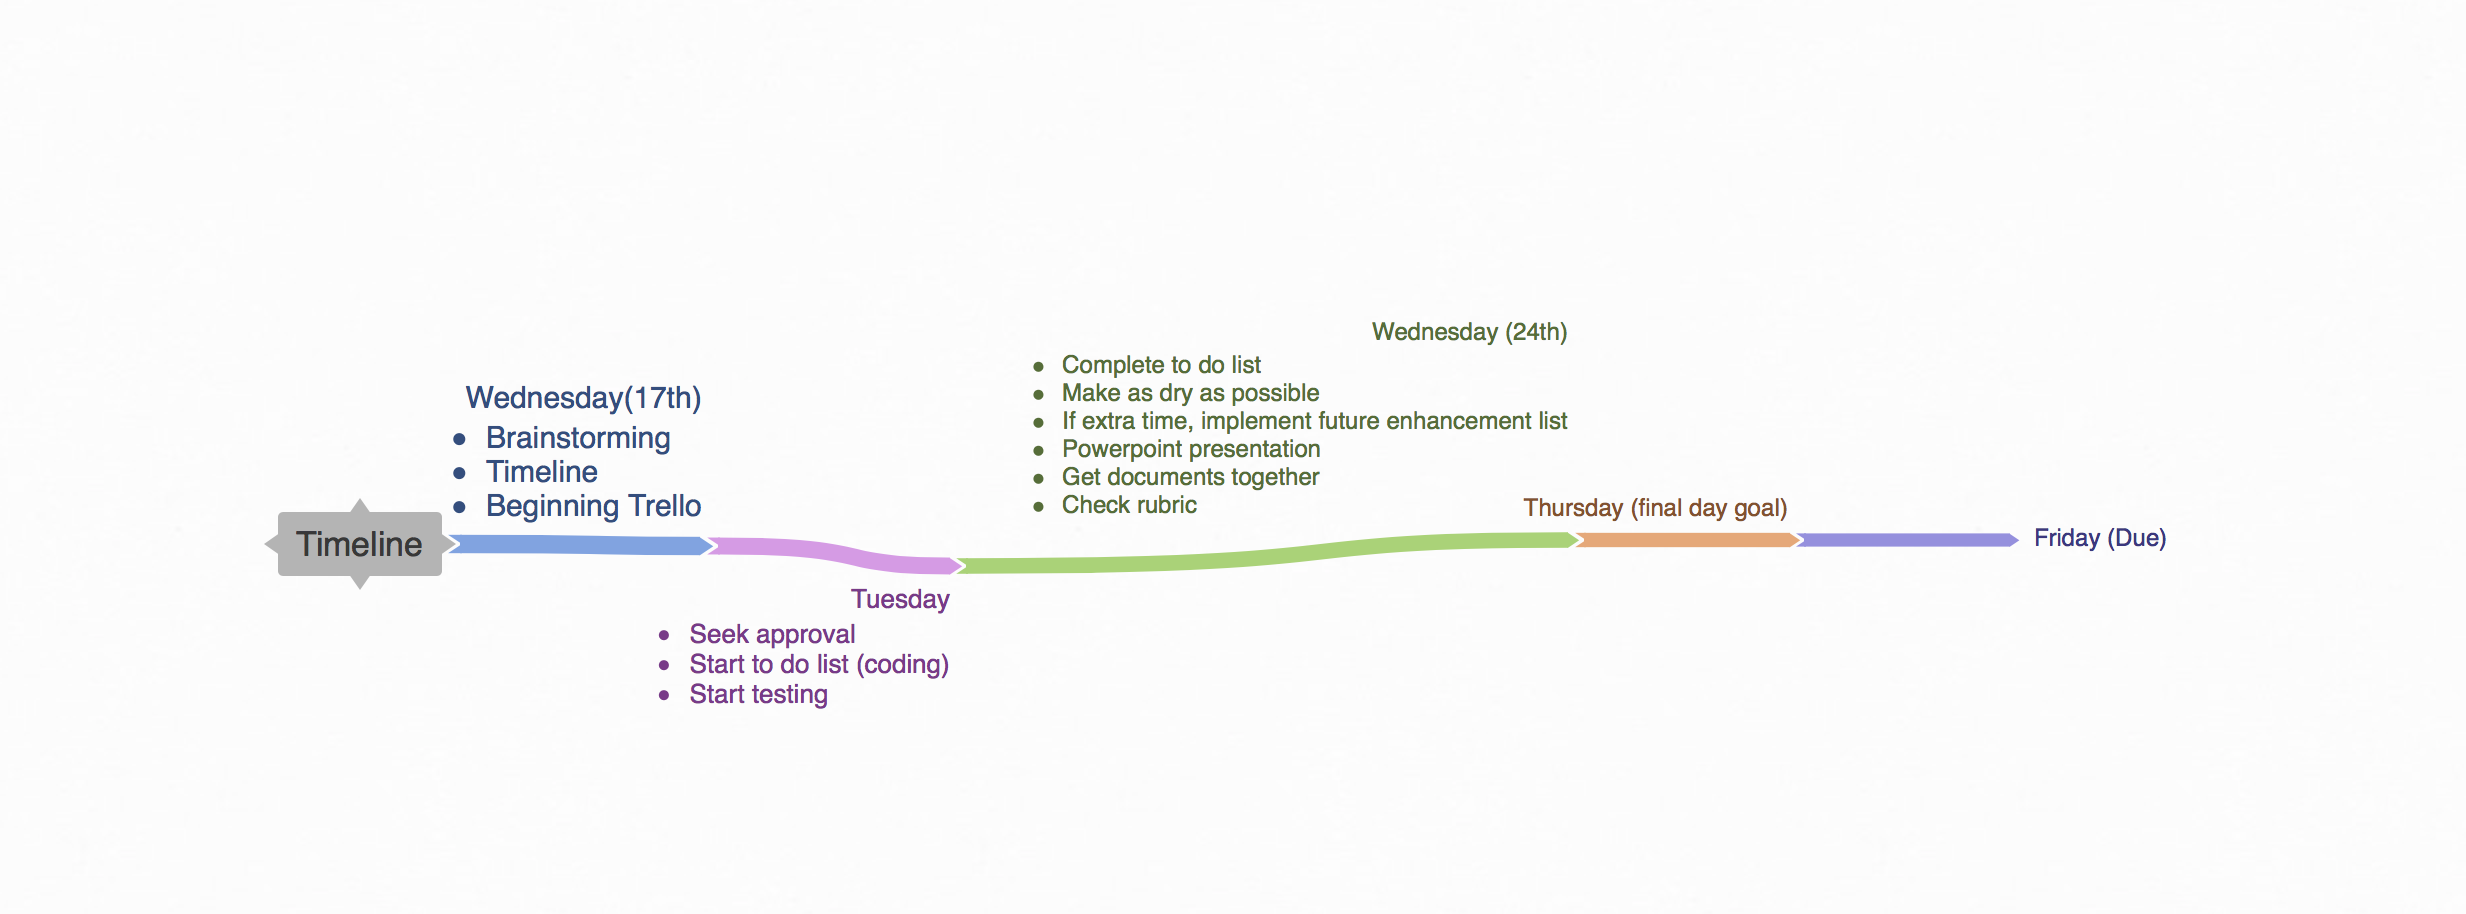 Timeline
Wednesday(17th)
• Brainstorming
• Timeline
• Beginning Trello
Tuesday
• Seek approval
• Start to do list (coding)
• Start testing
Wednesday (24th)
• Complete to do list
• Make as dry as possible
• If extra time, implement future enhancement list
• Powerpoint presentation
• Get documents together
• Check rubric
Thursday (final day goal)
Friday (Due)